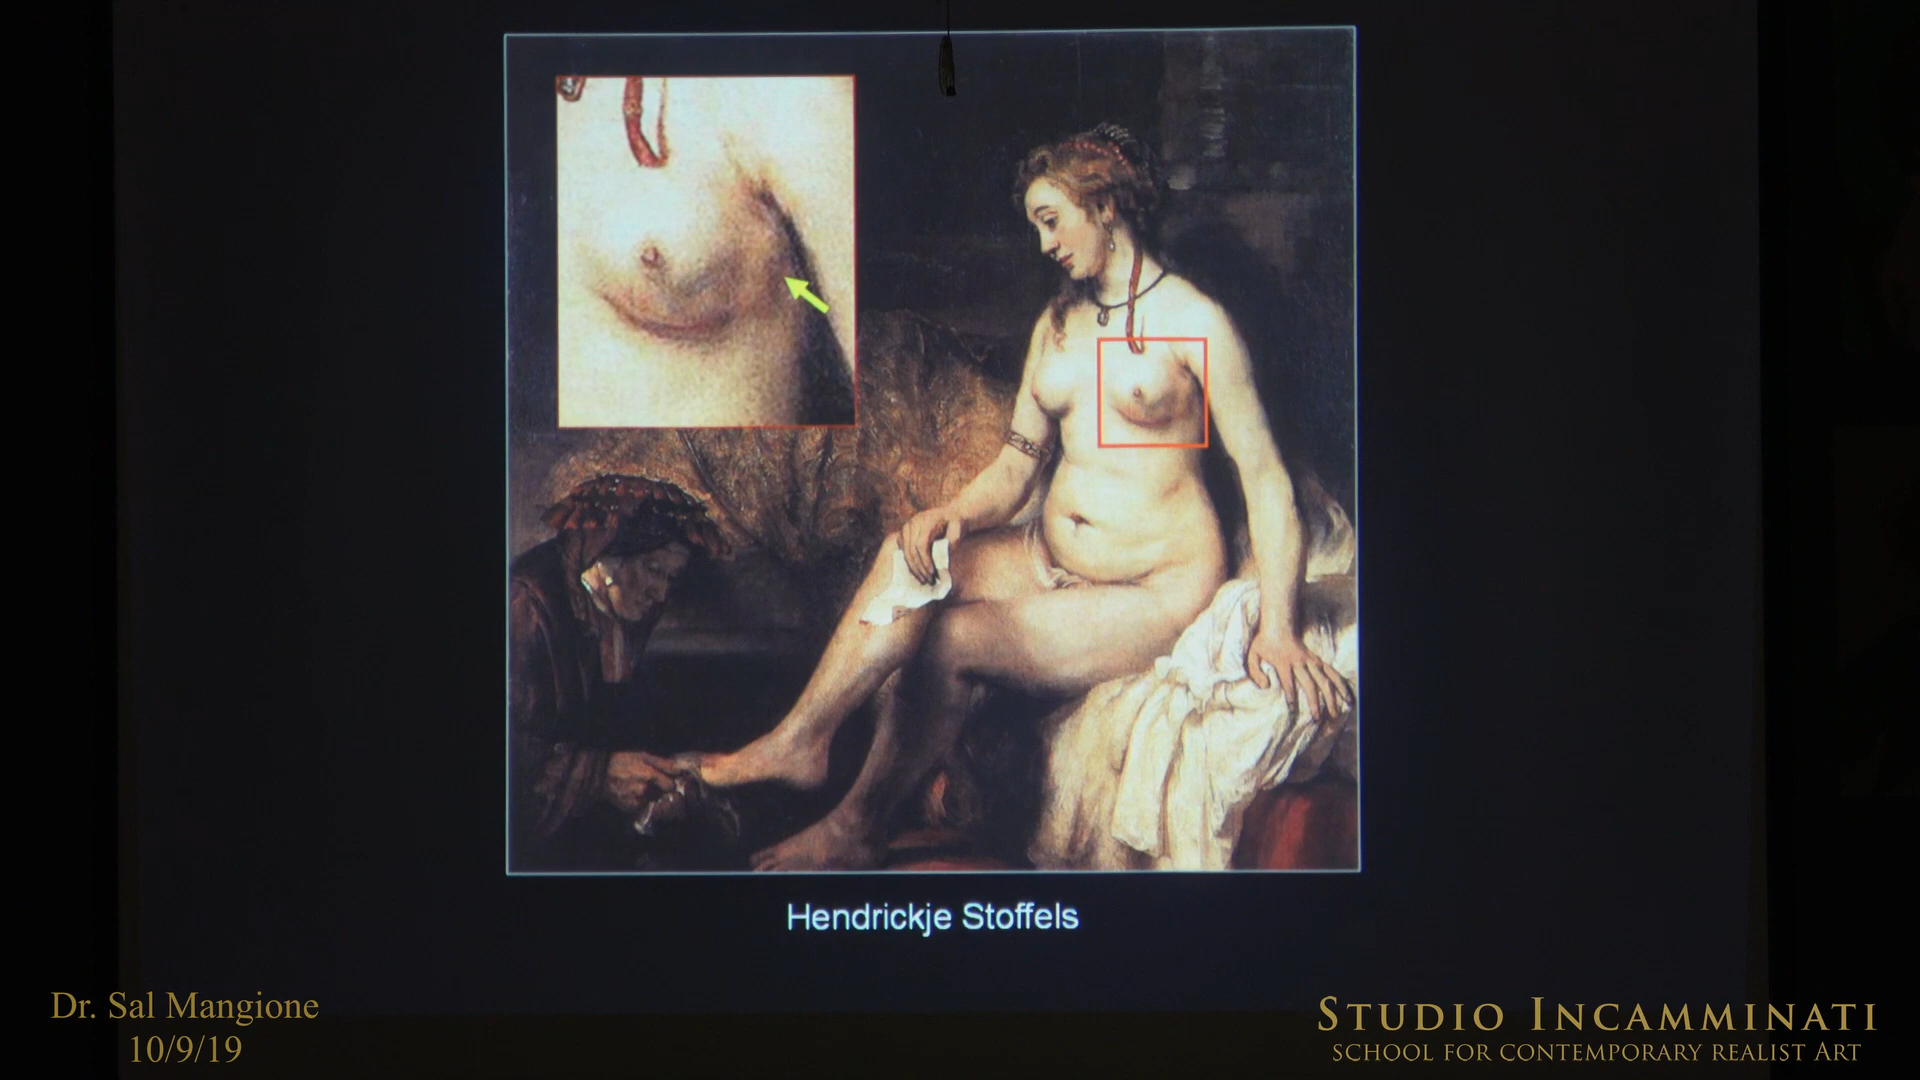 Hendrickje Stoffels
Dr. Sal Mangione
10/9/19
STUDIO INCAMMINATI
SCHOOL FOR CONTEMPORARY REALIST ART